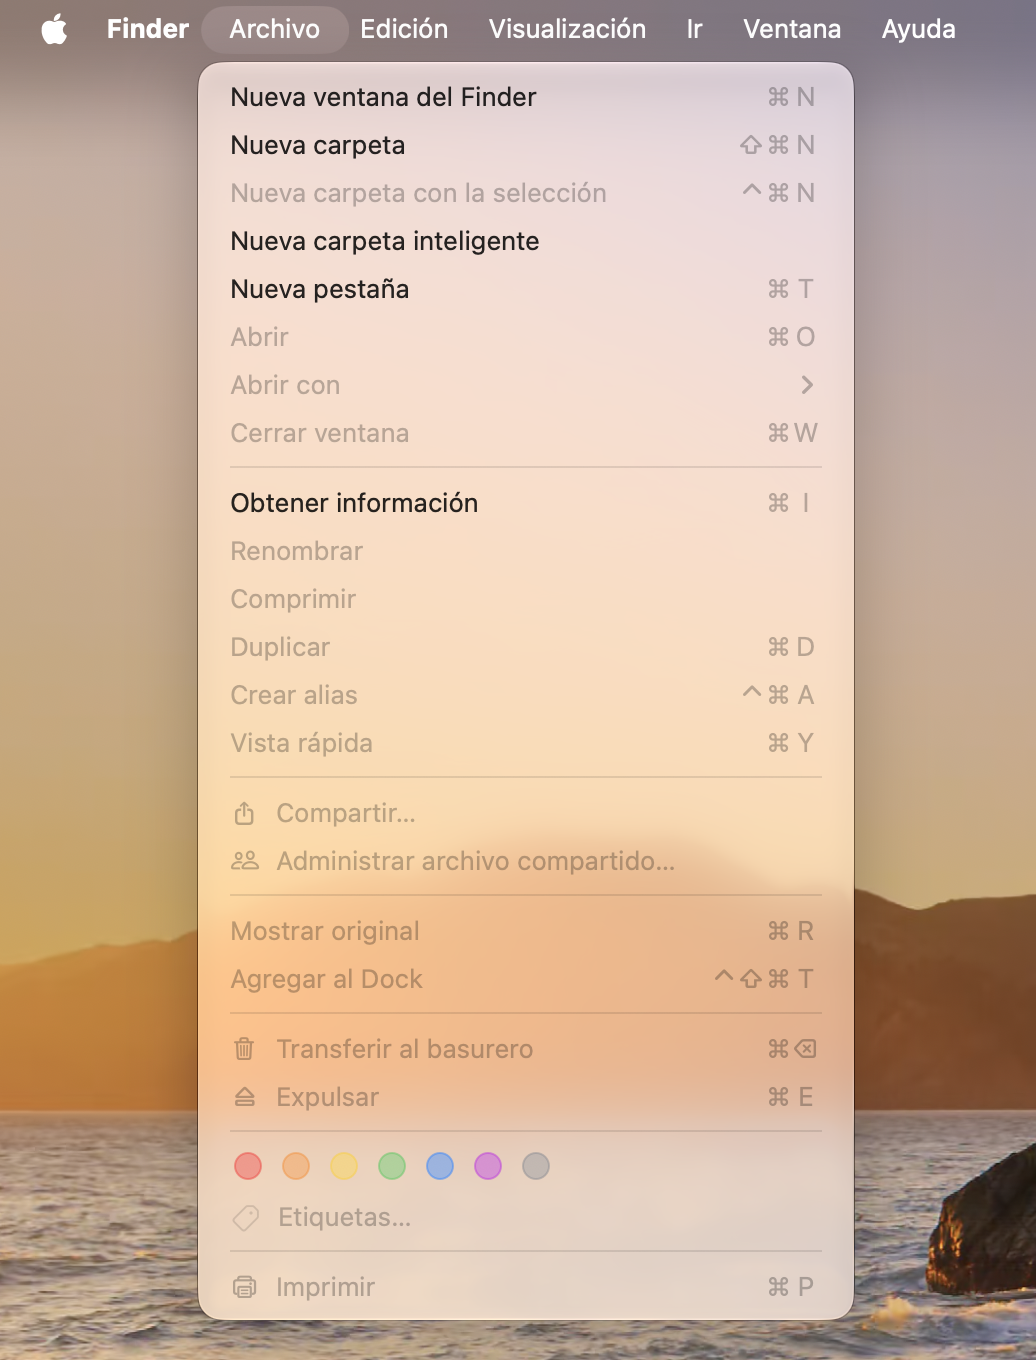 Finder Archivo Edición Visualización Ir Ventana Ayuda
Nueva ventana del Finder ⌘ N
Nueva carpeta ⇧ ⌘ N
Nueva carpeta con la selección ^ ⌘ N
Nueva carpeta inteligente
Nueva pestaña ⌘ T
Abrir ⌘ O
Abrir con >
Cerrar ventana ⌘ W
Obtener información ⌘ I
Renombrar
Comprimir
Duplicar ⌘ D
Crear alias ^ ⌘ A
Vista rápida ⌘ Y
Compartir...
Administrar archivo compartido...
Mostrar original ⌘ R
Agregar al Dock ^ ⇧ ⌘ T
Transferir al basurero ⌘ ⌫
Expulsar ⌘ E
Etiquetas...
Imprimir ⌘ P